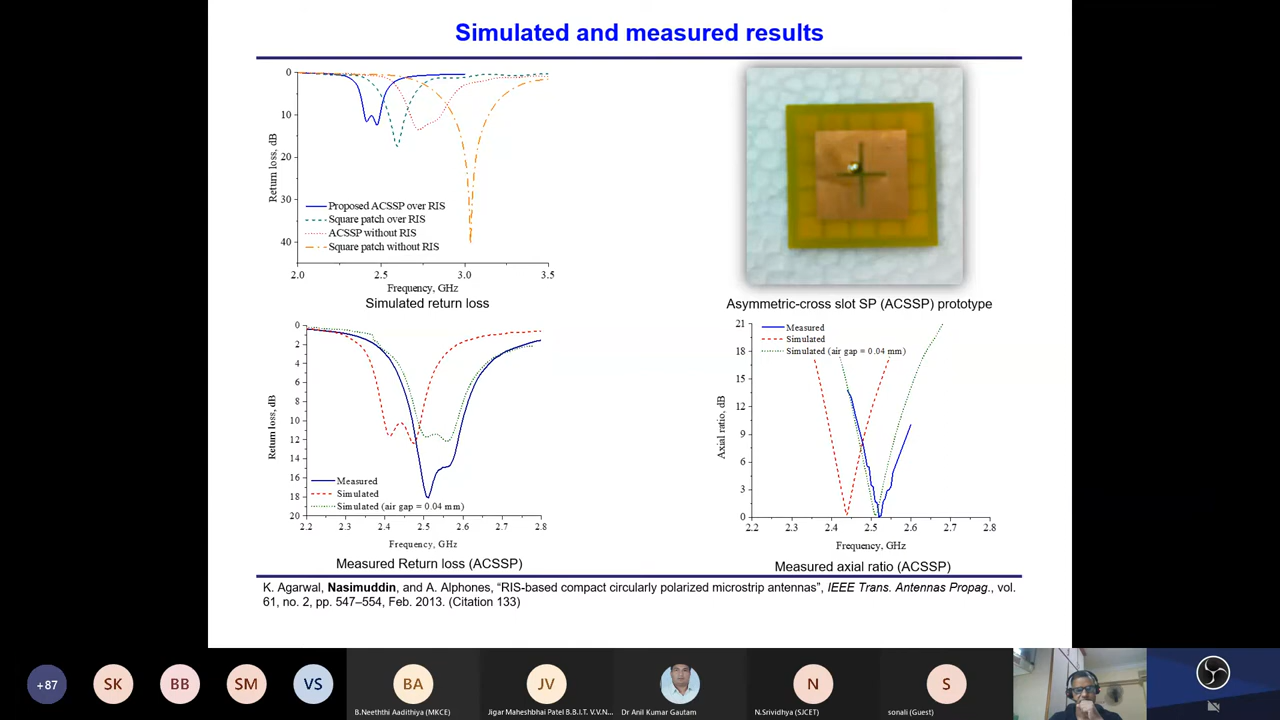 Simulated and measured results
0
10
20
30
40
Return loss, dB
Proposed ACSSP over RIS
Square patch over RIS
ACSSP without RIS
Square patch without RIS
2.0
2.5
3.0
3.5
Frequency, GHz
Simulated return loss
Asymmetric-cross slot SP (ACSSP) prototype
0
2
4
6
8
10
12
14
16
18
20
Return loss, dB
Measured
Simulated
Simulated (air gap = 0.04 mm)
2.2
2.3
2.4
2.5
2.6
2.7
2.8
Frequency, GHz
Measured Return loss (ACSSP)
21
18
15
12
9
6
3
0
Axial ratio, dB
Measured
Simulated
Simulated (air gap = 0.04 mm)
2.2
2.3
2.4
2.5
2.6
2.7
2.8
Frequency, GHz
Measured axial ratio (ACSSP)
K. Agarwal, Nasimuddin, and A. Alphones, “RIS-based compact circularly polarized microstrip antennas”, IEEE Trans. Antennas Propag., vol.
61, no. 2, pp. 547–554, Feb. 2013. (Citation 133)
+87
SK
BB
SM
VS
BA
JV
N
S
B.Neeththi Aadithiya (MKCE)
Jigar Maheshbhai Patel B.B.I.T. V.V.N...
Dr Anil Kumar Gautam
N.Srividhya (SJCET)
sonali (Guest)